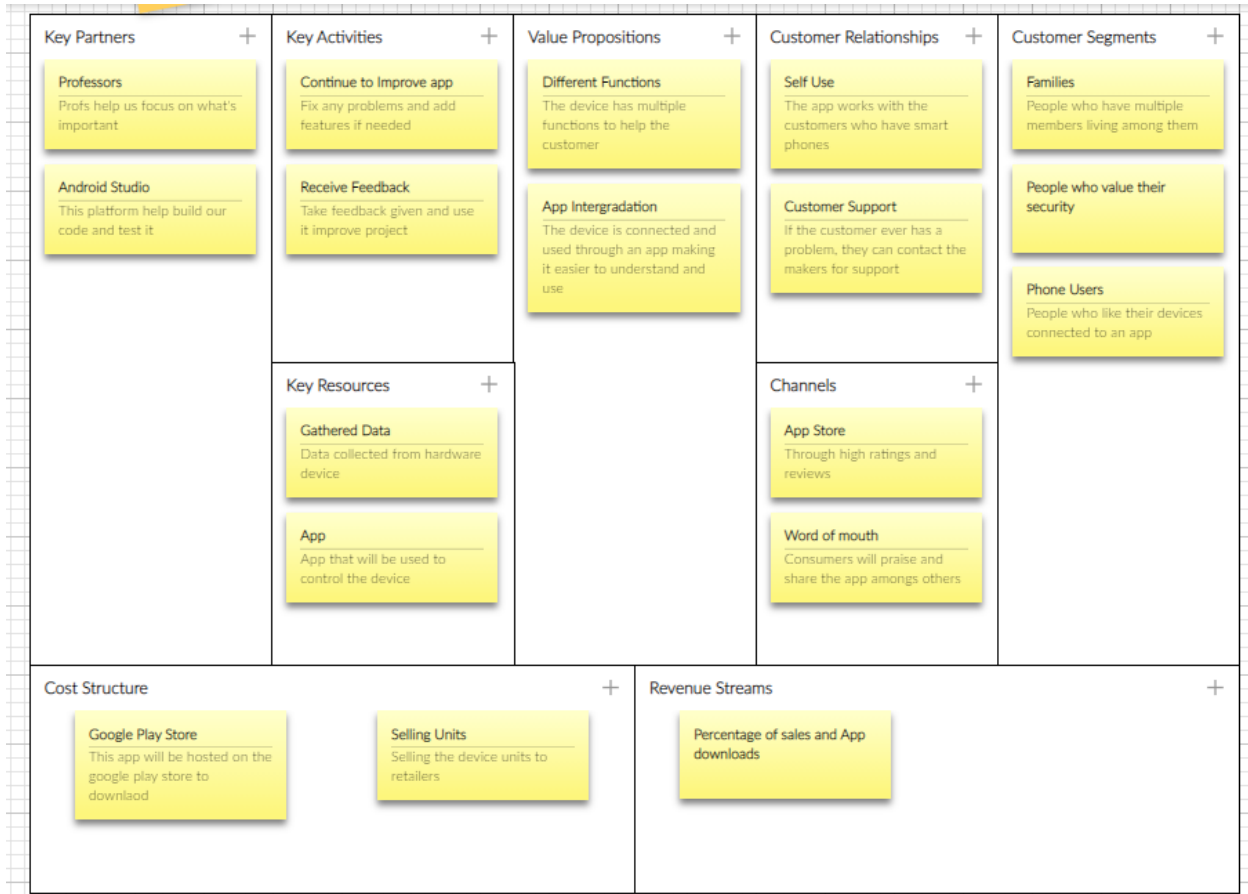 Key Partners
Professors
Profs help us focus on what's
important
Android Studio
This platform help build our
code and test it
Key Activities
Continue to Improve app
Fix any problems and add
features if needed
Receive Feedback
Take feedback given and use
it improve project
Key Resources
Gathered Data
Data collected from hardware
device
App
App that will be used to
control the device
Value Propositions
Different Functions
The device has multiple
functions to help the
customer
App Intergradation
The device is connected and
used through an app making
it easier to understand and
use
Customer Relationships
Self Use
The app works with the
customers who have smart
phones
Customer Support
If the customer ever has a
problem, they can contact the
makers for support
Channels
App Store
Through high ratings and
reviews
Word of mouth
Consumers will praise and
share the app amongs others
Customer Segments
Families
People who have multiple
members living among them
People who value their
security
Phone Users
People who like their devices
connected to an app
Cost Structure
Google Play Store
This app will be hosted on the
google play store to
downlaod
Selling Units
Selling the device units to
retailers
Revenue Streams
Percentage of sales and App
downloads